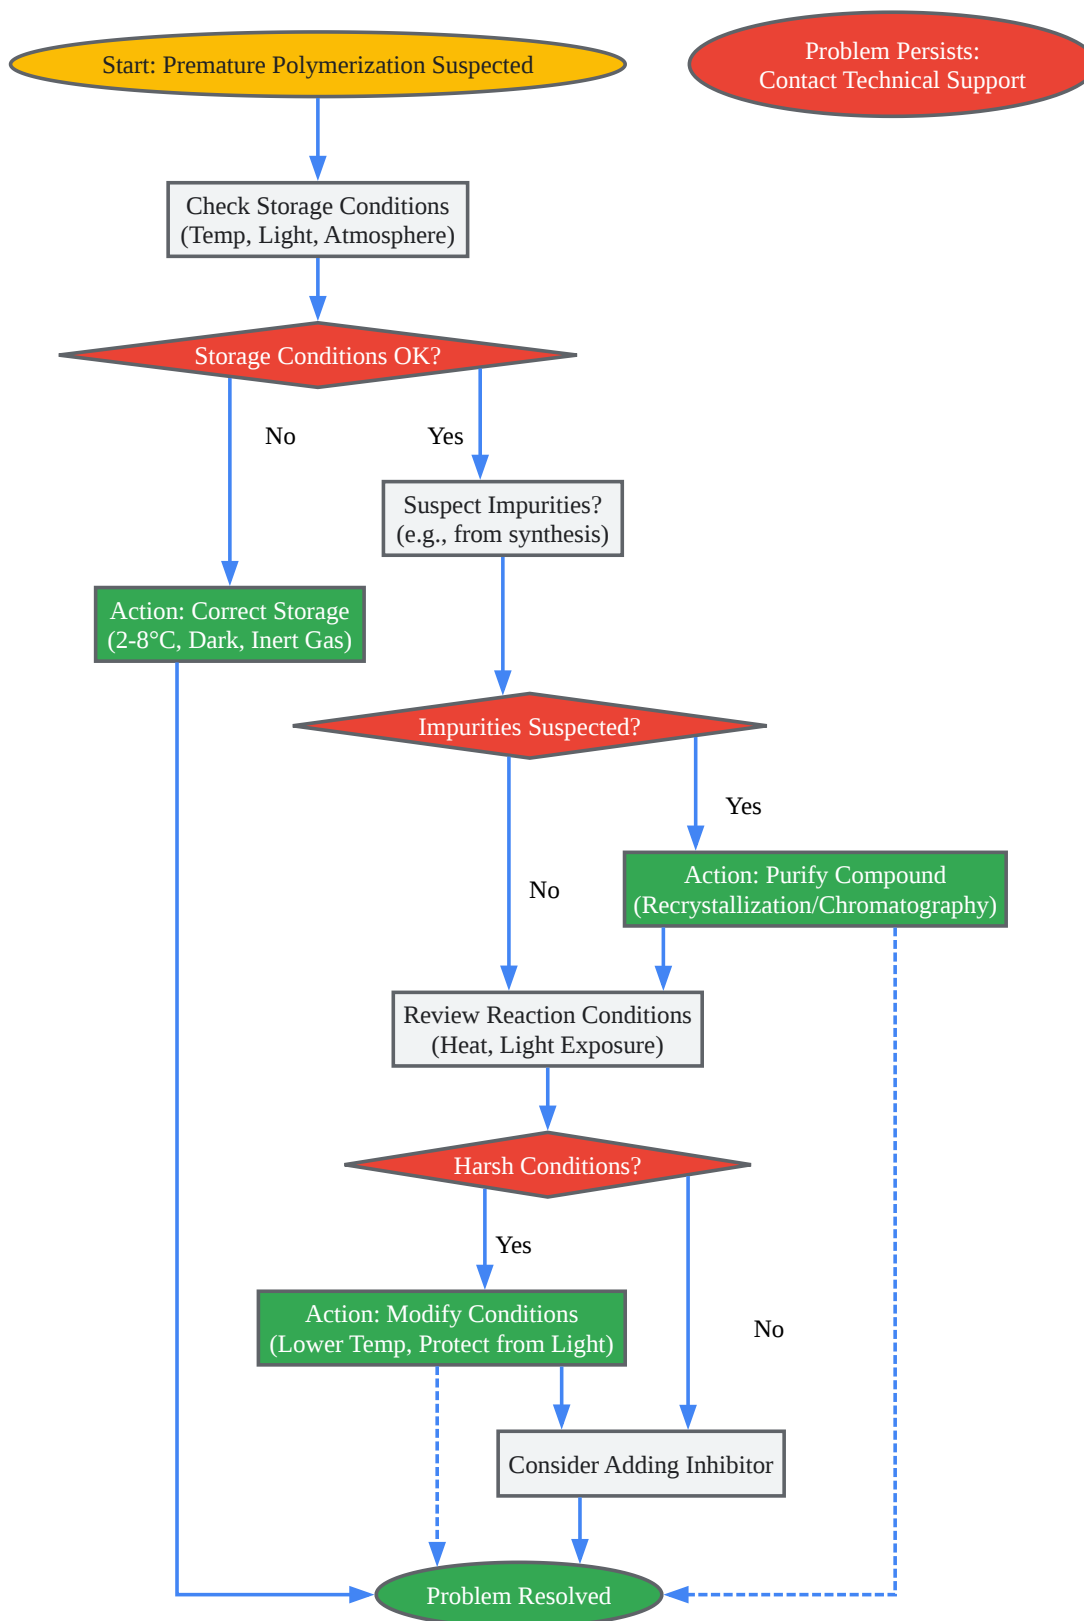 Start: Premature Polymerization Suspected
Problem Persists:
Contact Technical Support
Check Storage Conditions
(Temp, Light, Atmosphere)
Storage Conditions OK?
No
Yes
Suspect Impurities?
(e.g., from synthesis)
Action: Correct Storage
(2-8°C, Dark, Inert Gas)
Impurities Suspected?
Yes
No
Action: Purify Compound
(Recrystallization/Chromatography)
Review Reaction Conditions
(Heat, Light Exposure)
Harsh Conditions?
Yes
Action: Modify Conditions
(Lower Temp, Protect from Light)
No
Consider Adding Inhibitor
Problem Resolved